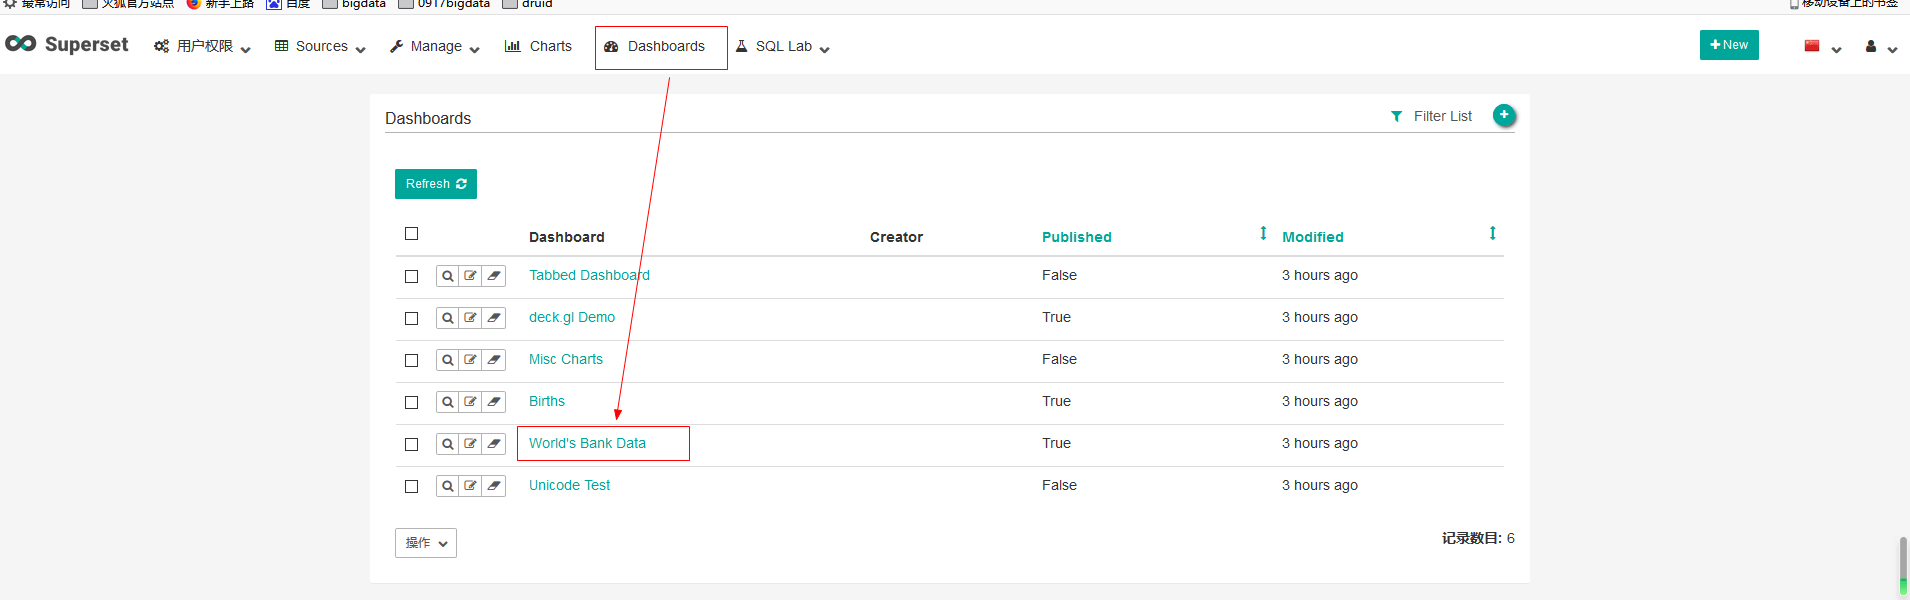 最常访问 火狐官方站点 新手上路 百度 bigdata 0917bigdata druid 移动设备上的书签
Superset 用户权限 Sources Manage Charts Dashboards SQL Lab New
Dashboards Filter List
Refresh
Dashboard Creator Published Modified
Tabbed Dashboard False 3 hours ago
deck.gl Demo True 3 hours ago
Misc Charts False 3 hours ago
Births True 3 hours ago
World's Bank Data True 3 hours ago
Unicode Test False 3 hours ago
操作 记录数目: 6